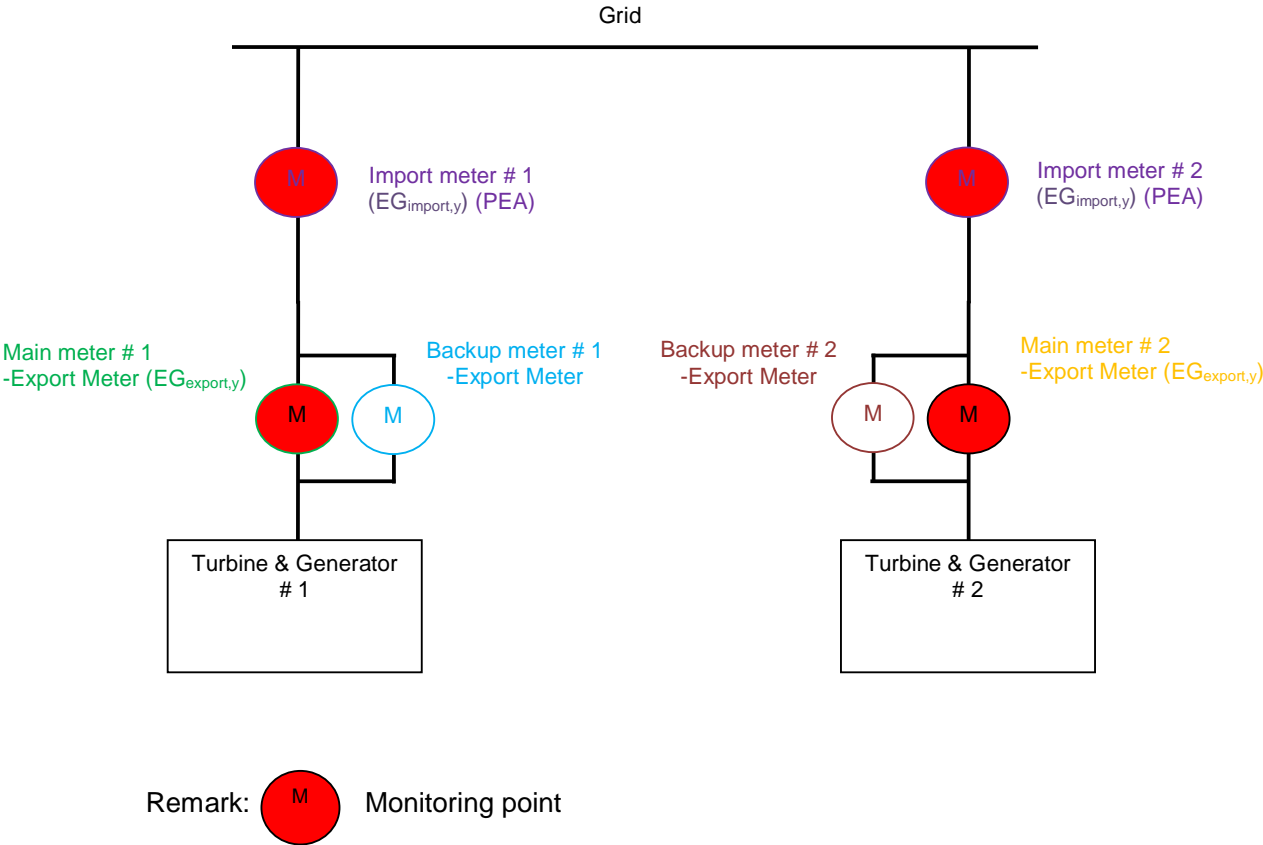 Grid
M
Import meter # 1
(EGimport,y) (PEA)
M
Import meter # 2
(EGimport,y) (PEA)
Main meter # 1
-Export Meter (EGexport,y)
M
Backup meter # 1
-Export Meter
M
Backup meter # 2
-Export Meter
M
Main meter # 2
-Export Meter (EGexport,y)
M
Turbine & Generator
# 1
Turbine & Generator
# 2
Remark:
M
Monitoring point